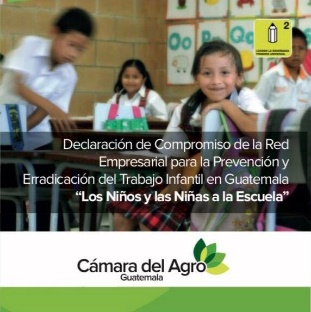 2
Declaración de Compromiso de la Red
Empresarial para la Prevención y
Erradicación del Trabajo Infantil en Guatemala
“Los Niños y las Niñas a la Escuela”
Cámara del Agro
Guatemala